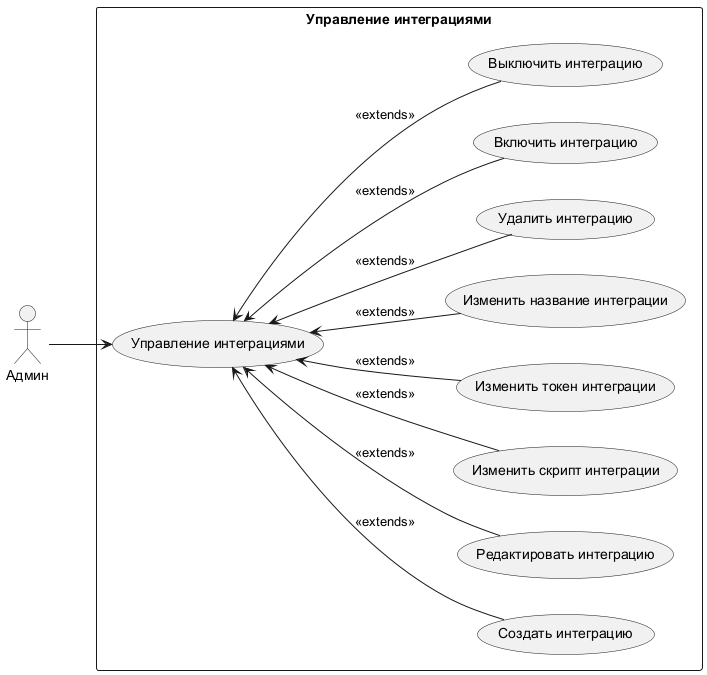 Управление интеграциями
Выключить интеграцию
«extends»
Включить интеграцию
«extends»
Удалить интеграцию
«extends»
Изменить название интеграции
«extends»
Управление интеграциями
Админ
«extends»
Изменить токен интеграции
«extends»
Изменить скрипт интеграции
«extends»
Редактировать интеграцию
«extends»
Создать интеграцию